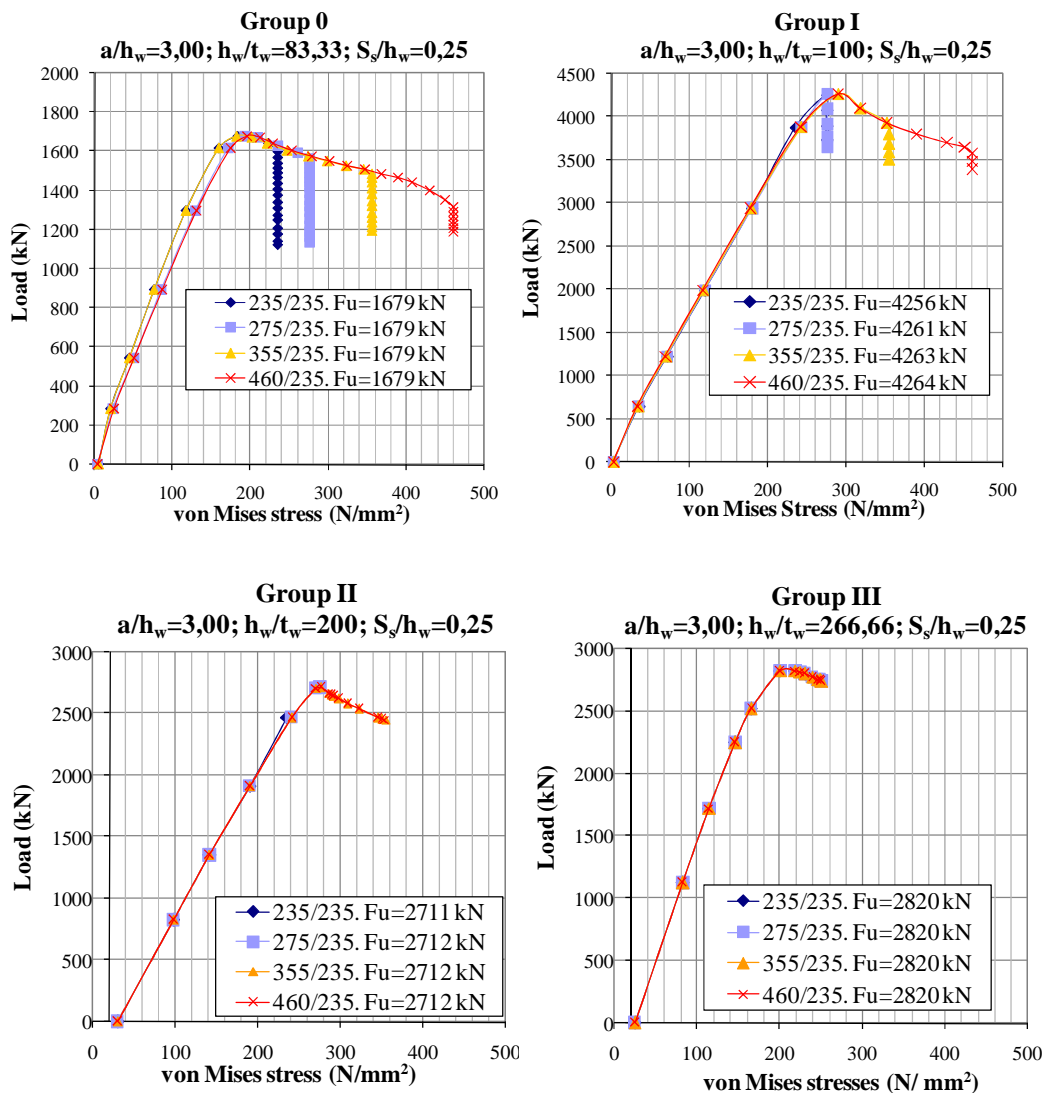 Group 0
a/hw=3,00; hw/tw=83,33; Ss/hw=0,25
2000
1800
1600
1400
1200
1000
800
600
400
200
0
Load (kN)
235/235. Fu=1679 kN
275/235. Fu=1679 kN
355/235. Fu=1679 kN
460/235. Fu=1679 kN
0 100 200 300 400 500
von Mises stress (N/mm²)
Group I
a/hw=3,00; hw/tw=100; Ss/hw=0,25
4500
4000
3500
3000
2500
2000
1500
1000
500
0
Load (kN)
235/235. Fu=4256 kN
275/235. Fu=4261 kN
355/235. Fu=4263 kN
460/235. Fu=4264 kN
0 100 200 300 400 500
von Mises Stress (N/mm²)
Group II
a/hw=3,00; hw/tw=200; Ss/hw=0,25
3000
2500
2000
1500
1000
500
0
Load (kN)
235/235. Fu=2711 kN
275/235. Fu=2712 kN
355/235. Fu=2712 kN
460/235. Fu=2712 kN
0 100 200 300 400 500
von Mises stress (N/mm²)
Group III
a/hw=3,00; hw/tw=266,66; Ss/hw=0,25
3000
2500
2000
1500
1000
500
0
Load (kN)
235/235. Fu=2820 kN
275/235. Fu=2820 kN
355/235. Fu=2820 kN
460/235. Fu=2820 kN
0 100 200 300 400 500
von Mises stresses (N/ mm²)